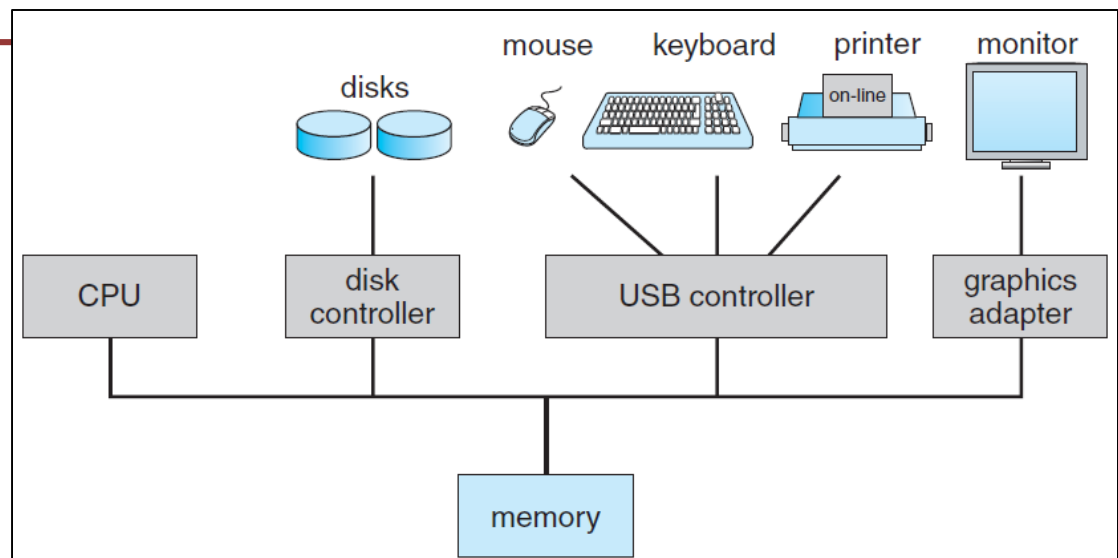 mouse keyboard printer monitor
disks
on-line
CPU
disk
controller
USB controller
graphics
adapter
memory